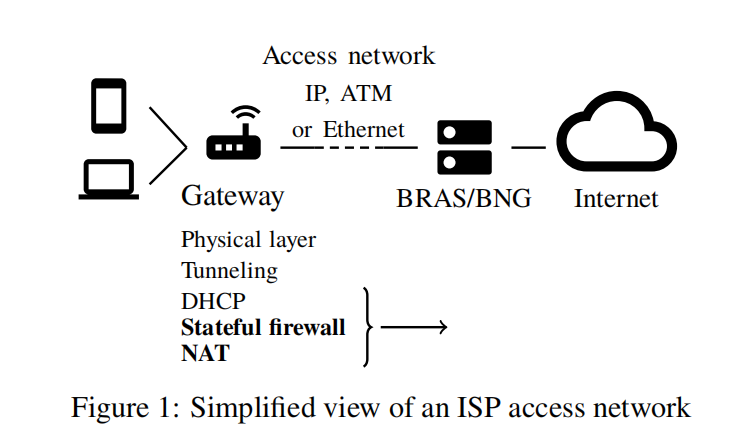 Access network
IP, ATM
or Ethernet
Gateway
BRAS/BNG
Internet
Physical layer
Tunneling
DHCP
Stateful firewall
NAT
Figure 1: Simplified view of an ISP access network